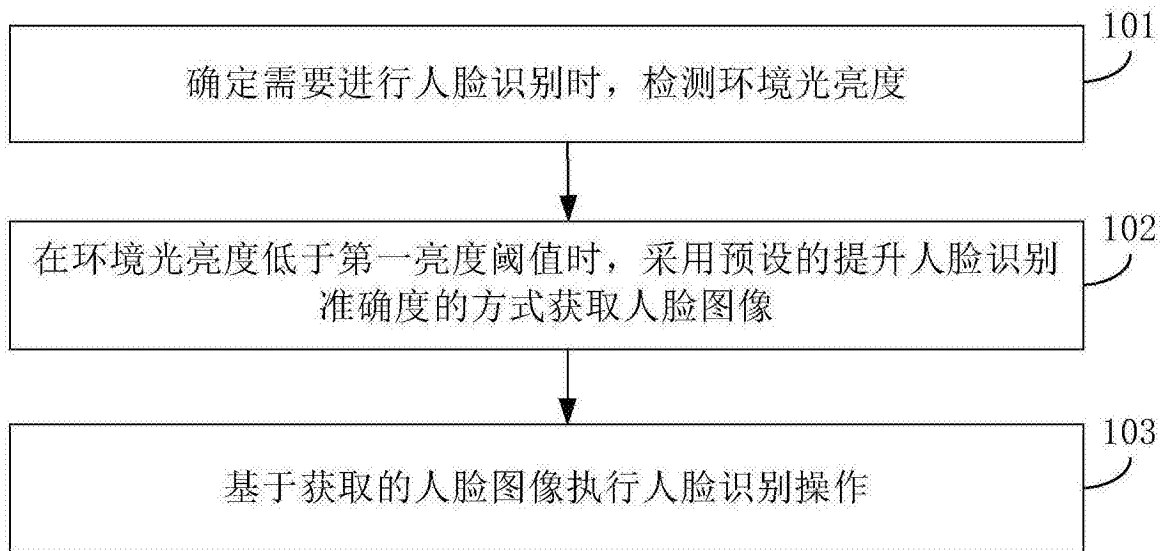 101
确定需要进行人脸识别时，检测环境光亮度
102
在环境光亮度低于第一亮度阈值时，采用预设的提升人脸识别
准确度的方式获取人脸图像
103
基于获取的人脸图像执行人脸识别操作